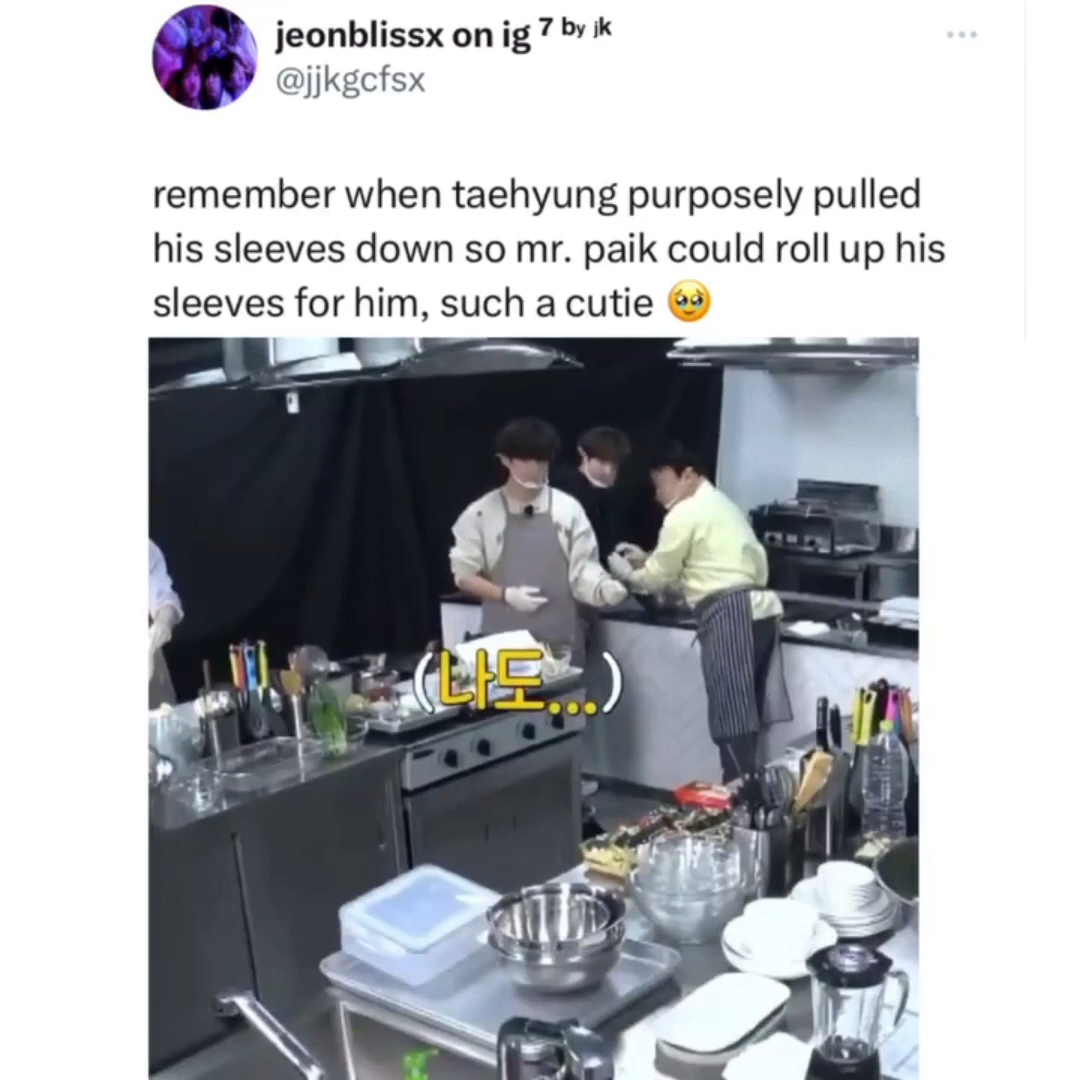 jeonblissx on ig ⁷ ᵇʸ ʲᵏ
@jjkgcfsx
remember when taehyung purposely pulled
his sleeves down so mr. paik could roll up his
sleeves for him, such a cutie 🥹
(나도...)